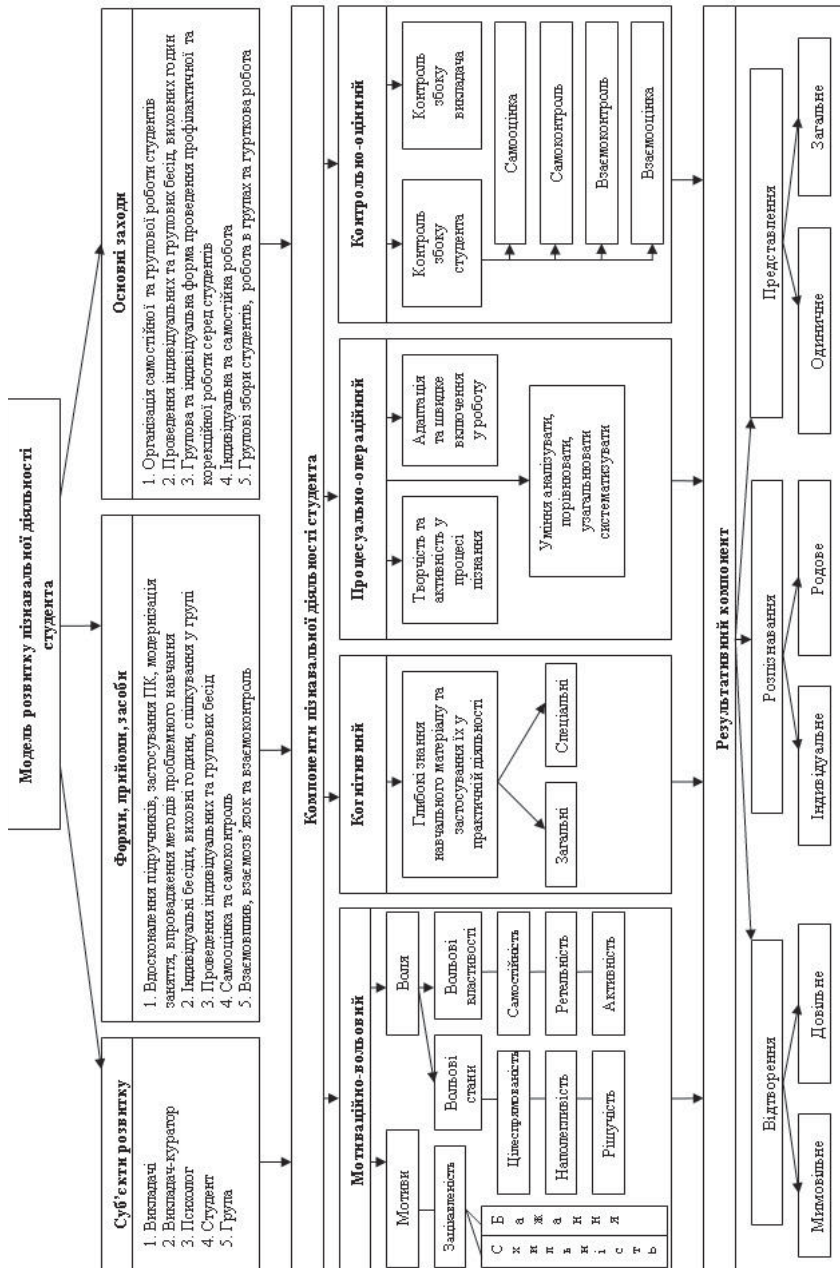 Модель розвитку пізнавальної діяльності
студента
Суб'єкти розвитку
1. Викладачі
2. Викладач-куратор
3. Психолог
4. Студент
5. Група
Форми, прийоми, засоби
1. Вдосконалення підручників, застосування ПК, модернізація
заняття, впровадження методів проблемного навчання
2. Індивідуальні бесіди, виховні години, спілкування у групі
3. Проведення індивідуальних та групових бесід
4. Самооцінка та самоконтроль
5. Взаємовплив, взаємозв'язок та взаємоконтроль
Основні заходи
1. Організація самостійної та групової роботи студентів
2. Проведення індивідуальних та групових бесід, виховних годин
3. Групова та індивідуальна форма проведення профілактичної та
корекційної роботи серед студентів
4. Індивідуальна та самостійна робота
5. Групові збори студентів, робота в групах та гурткова робота
Компоненти пізнавальної діяльності студента
Мотиваційно-вольовий
Мотиви
Зацікавленість
Схильність
Бажання
Воля
Вольові
стани
Цілеспрямованість
Наполегливість
Рішучість
Вольові
властивості
Самостійність
Ретельність
Активність
Когнітивний
Глибокі знання
навчального матеріалу та
застосування їх у
практичній діяльності
Загальні
Спеціальні
Процесуально-операційний
Творчість та
активність у
процесі
пізнання
Адаптація
та швидке
включення
у роботу
Уміння аналізувати,
порівнювати,
узагальнювати
систематизувати
Контрольно-оцінний
Контроль
збоку
студента
Контроль
збоку
викладача
Самооцінка
Самоконтроль
Взаємоконтроль
Взаємооцінка
Результативний компонент
Відтворення
Мимовільне
Довільне
Розпізнавання
Індивідуальне
Родове
Представлення
Одиничне
Загальне